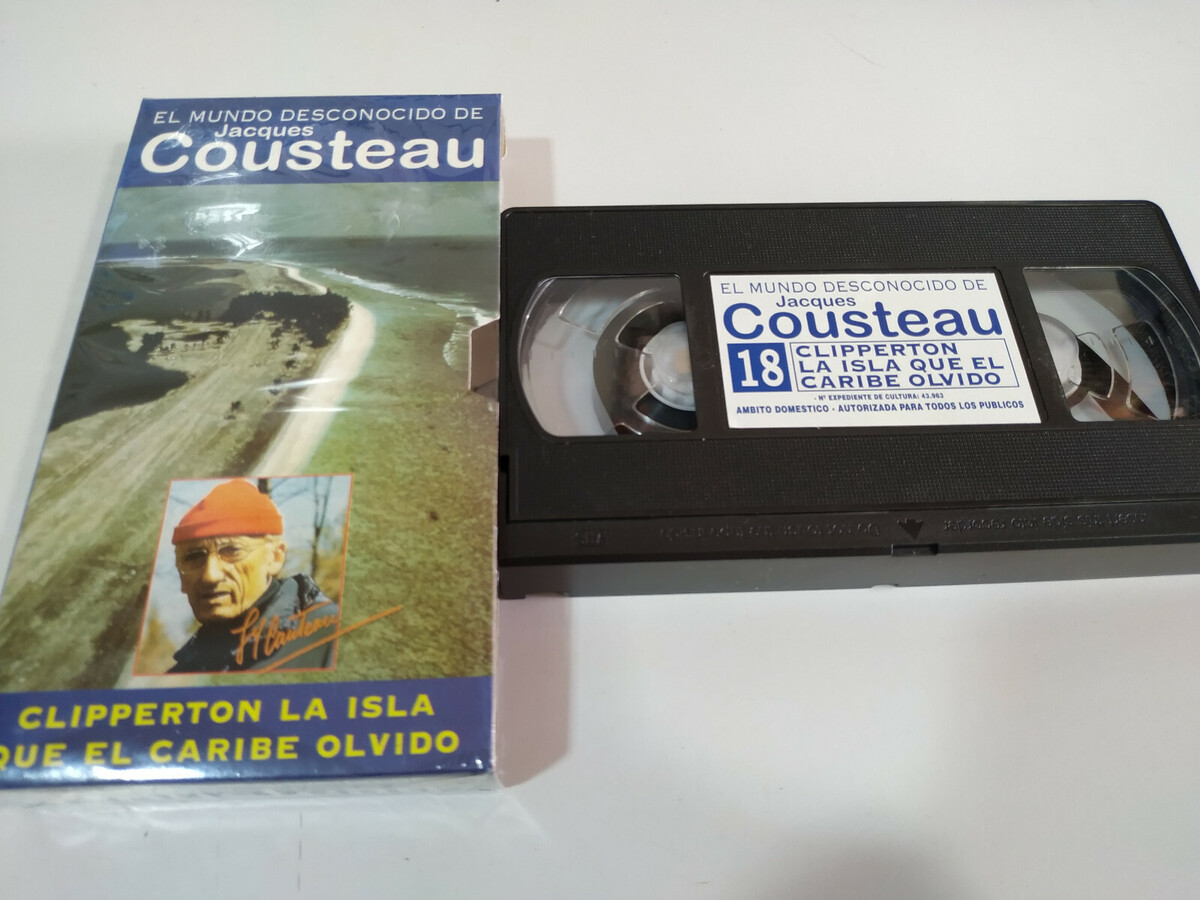 EL MUNDO DESCONOCIDO DE
Jacques
Cousteau
CLIPPERTON LA ISLA
QUE EL CARIBE OLVIDO
EL MUNDO DESCONOCIDO DE
Jacques
Cousteau
18
CLIPPERTON
LA ISLA QUE EL
CARIBE OLVIDO
- Nº EXPEDIENTE DE CULTURA: 43.963
AMBITO DOMESTICO - AUTORIZADA PARA TODOS LOS PUBLICOS